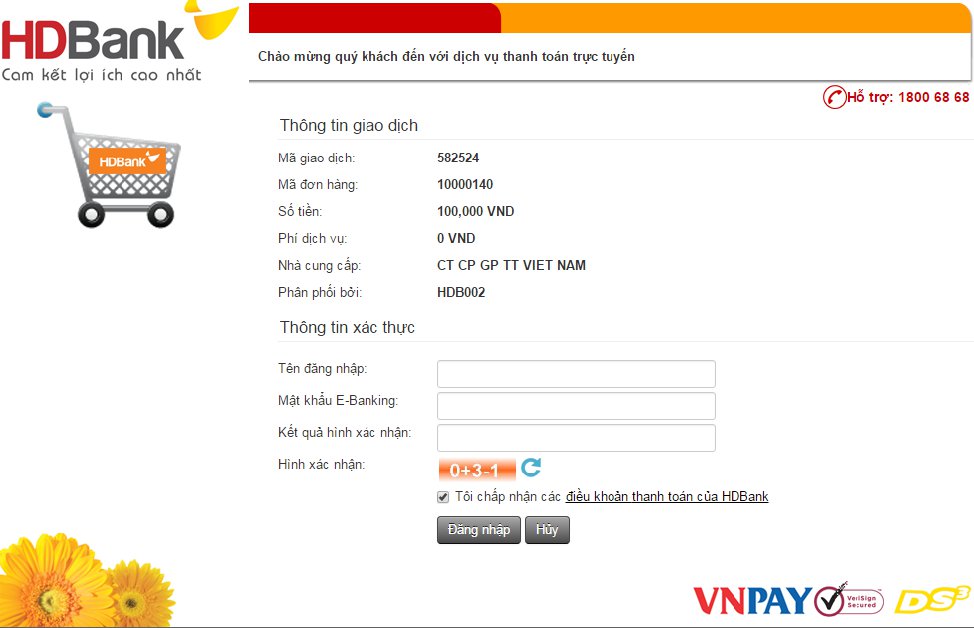 HDBank
Cam kết lợi ích cao nhất
Chào mừng quý khách đến với dịch vụ thanh toán trực tuyến
Hỗ trợ: 1800 68 68
HDBank
Thông tin giao dịch
Mã giao dịch: 582524
Mã đơn hàng: 10000140
Số tiền: 100,000 VND
Phí dịch vụ: 0 VND
Nhà cung cấp: CT CP GP TT VIET NAM
Phân phối bởi: HDB002
Thông tin xác thực
Tên đăng nhập:
Mật khẩu E-Banking:
Kết quả hình xác nhận:
Hình xác nhận: 0+3-1
Tôi chấp nhận các điều khoản thanh toán của HDBank
Đăng nhập Hủy
VNPAY VeriSign Secured DS3